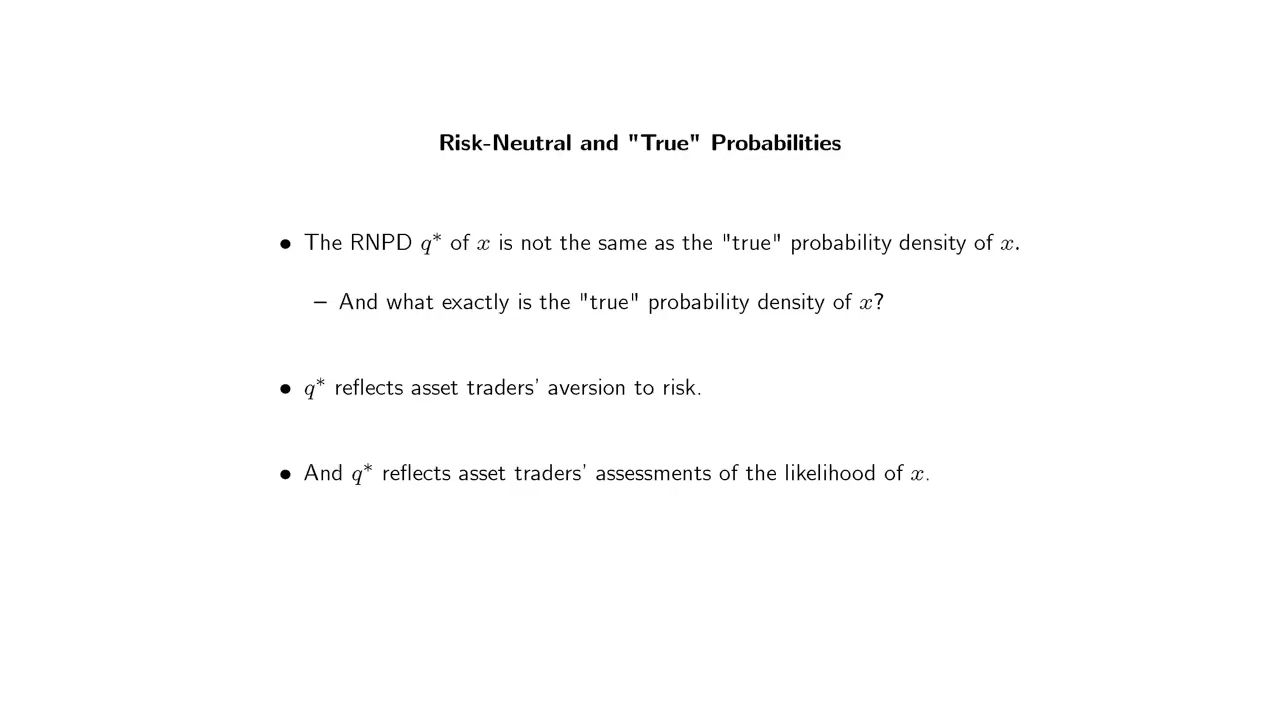 Risk-Neutral and "True" Probabilities
• The RNPD q* of x is not the same as the "true" probability density of x.
– And what exactly is the "true" probability density of x?
• q* reflects asset traders' aversion to risk.
• And q* reflects asset traders' assessments of the likelihood of x.